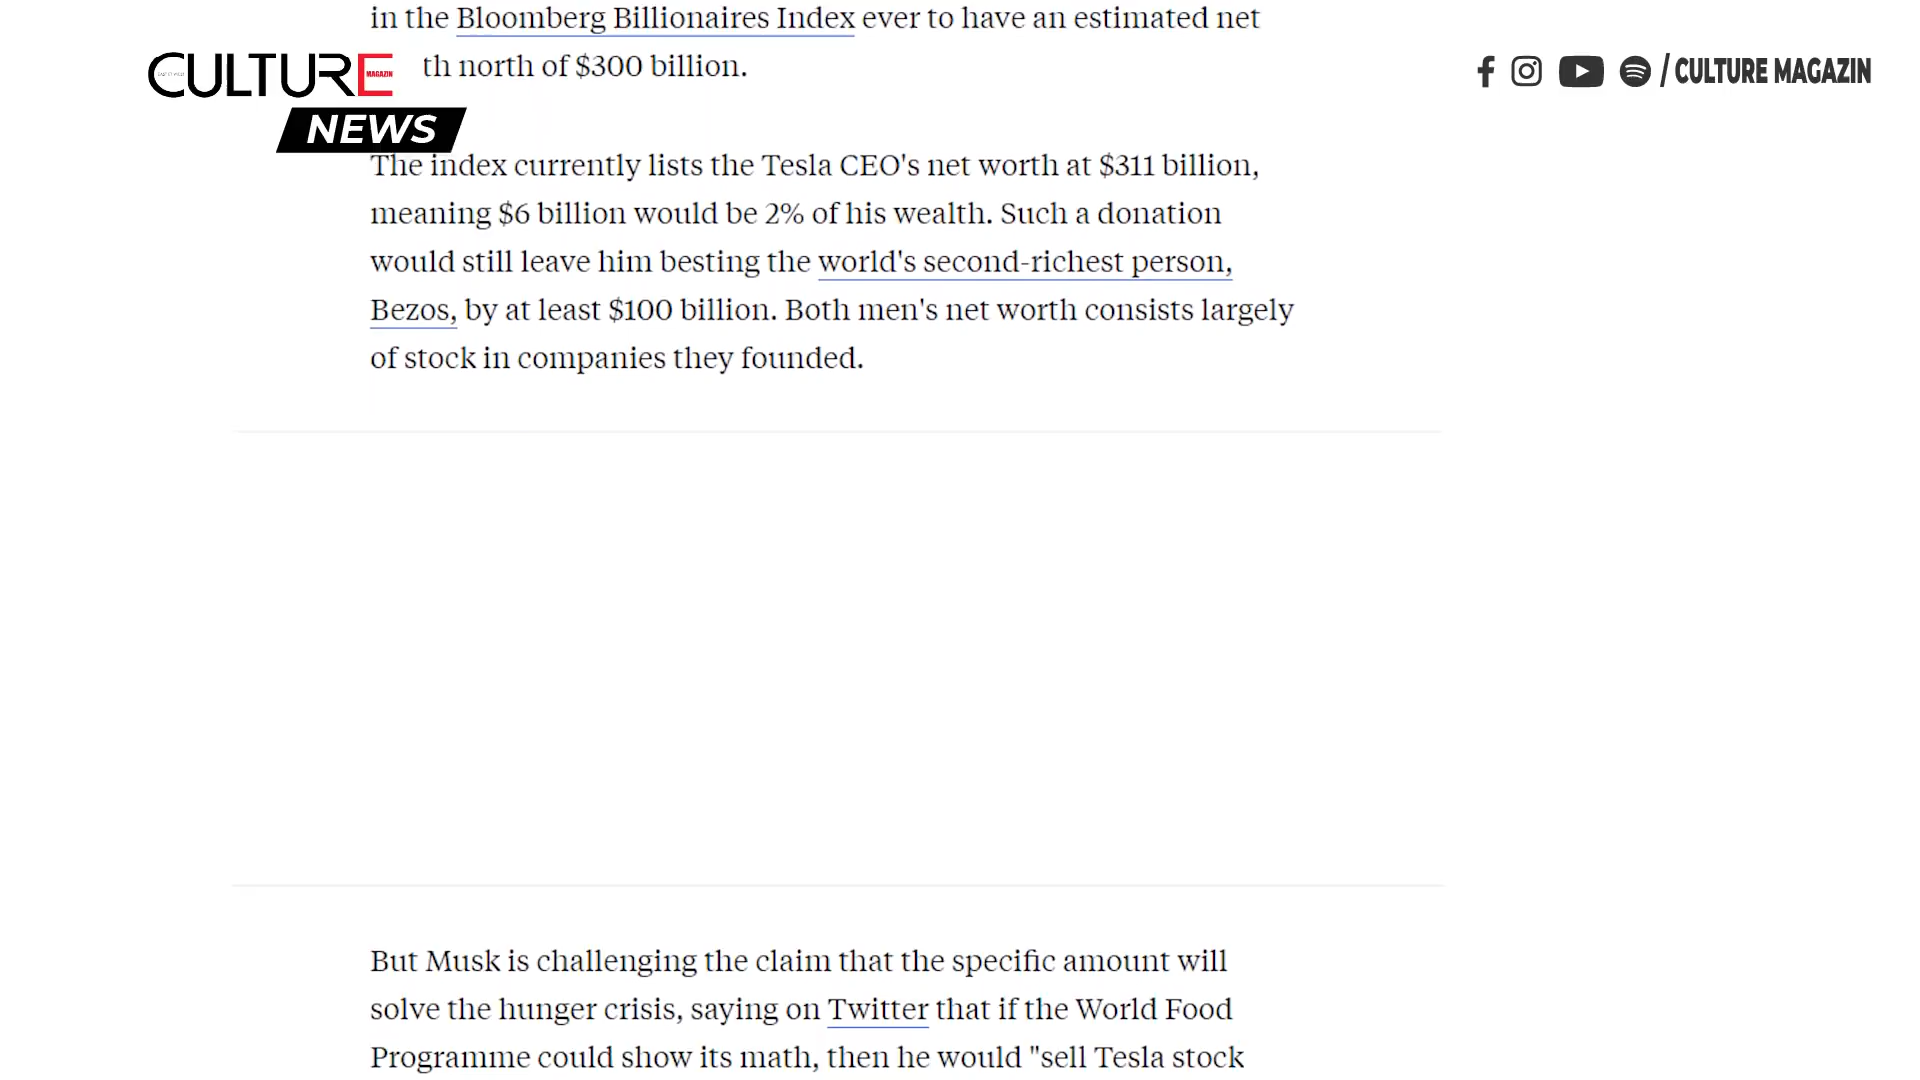 in the Bloomberg Billionaires Index ever to have an estimated net
th north of $300 billion.
CULTURE
MAGAZIN
NEWS
/ CULTURE MAGAZIN
The index currently lists the Tesla CEO's net worth at $311 billion,
meaning $6 billion would be 2% of his wealth. Such a donation
would still leave him besting the world's second-richest person,
Bezos, by at least $100 billion. Both men's net worth consists largely
of stock in companies they founded.
But Musk is challenging the claim that the specific amount will
solve the hunger crisis, saying on Twitter that if the World Food
Programme could show its math, then he would "sell Tesla stock